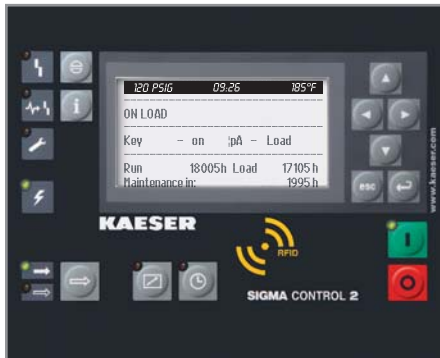 120 PSIG 09:26 185°F
ON LOAD
Key - on ¦pA - Load
Run 18005h Load 17105h
Maintenance in: 1995h
esc
www.kaeser.com
KAESER
RFID
SIGMA CONTROL 2
I
O